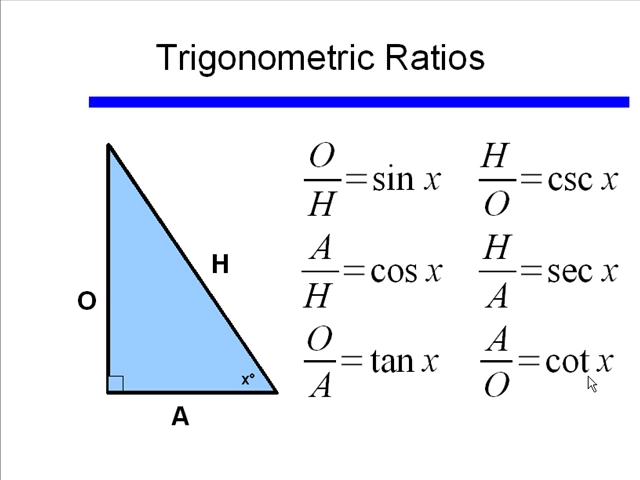 Trigonometric Ratios
O/H = sin x   H/O = csc x
A/H = cos x   H/A = sec x
O/A = tan x   A/O = cot x
O
H
x°
A